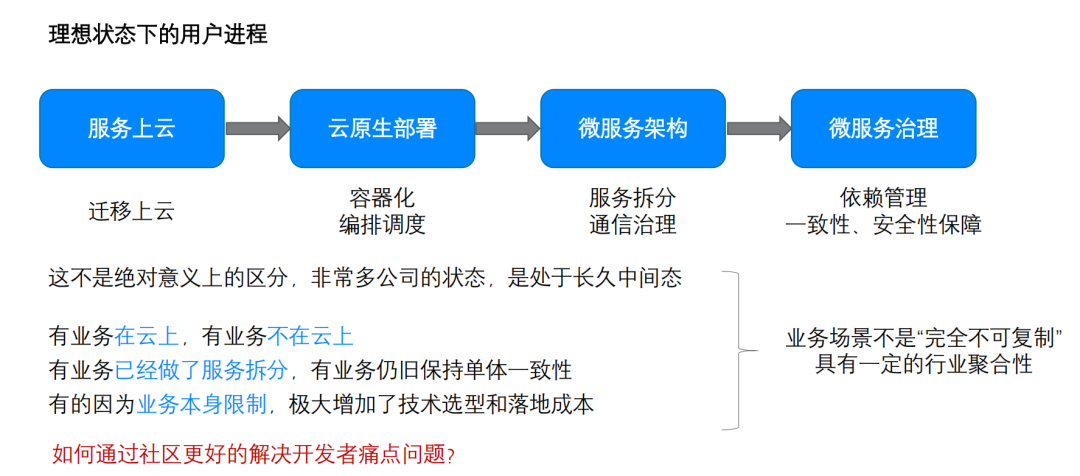 理想状态下的用户进程
服务上云
云原生部署
微服务架构
微服务治理
迁移上云
容器化
编排调度
服务拆分
通信治理
依赖管理
一致性、安全性保障
这不是绝对意义上的区分，非常多公司的状态，是处于长久中间态
有业务在云上，有业务不在云上
有业务已经做了服务拆分，有业务仍旧保持单体一致性
有的因为业务本身限制，极大增加了技术选型和落地成本
业务场景不是“完全不可复制”
具有一定的行业聚合性
如何通过社区更好的解决开发者痛点问题?